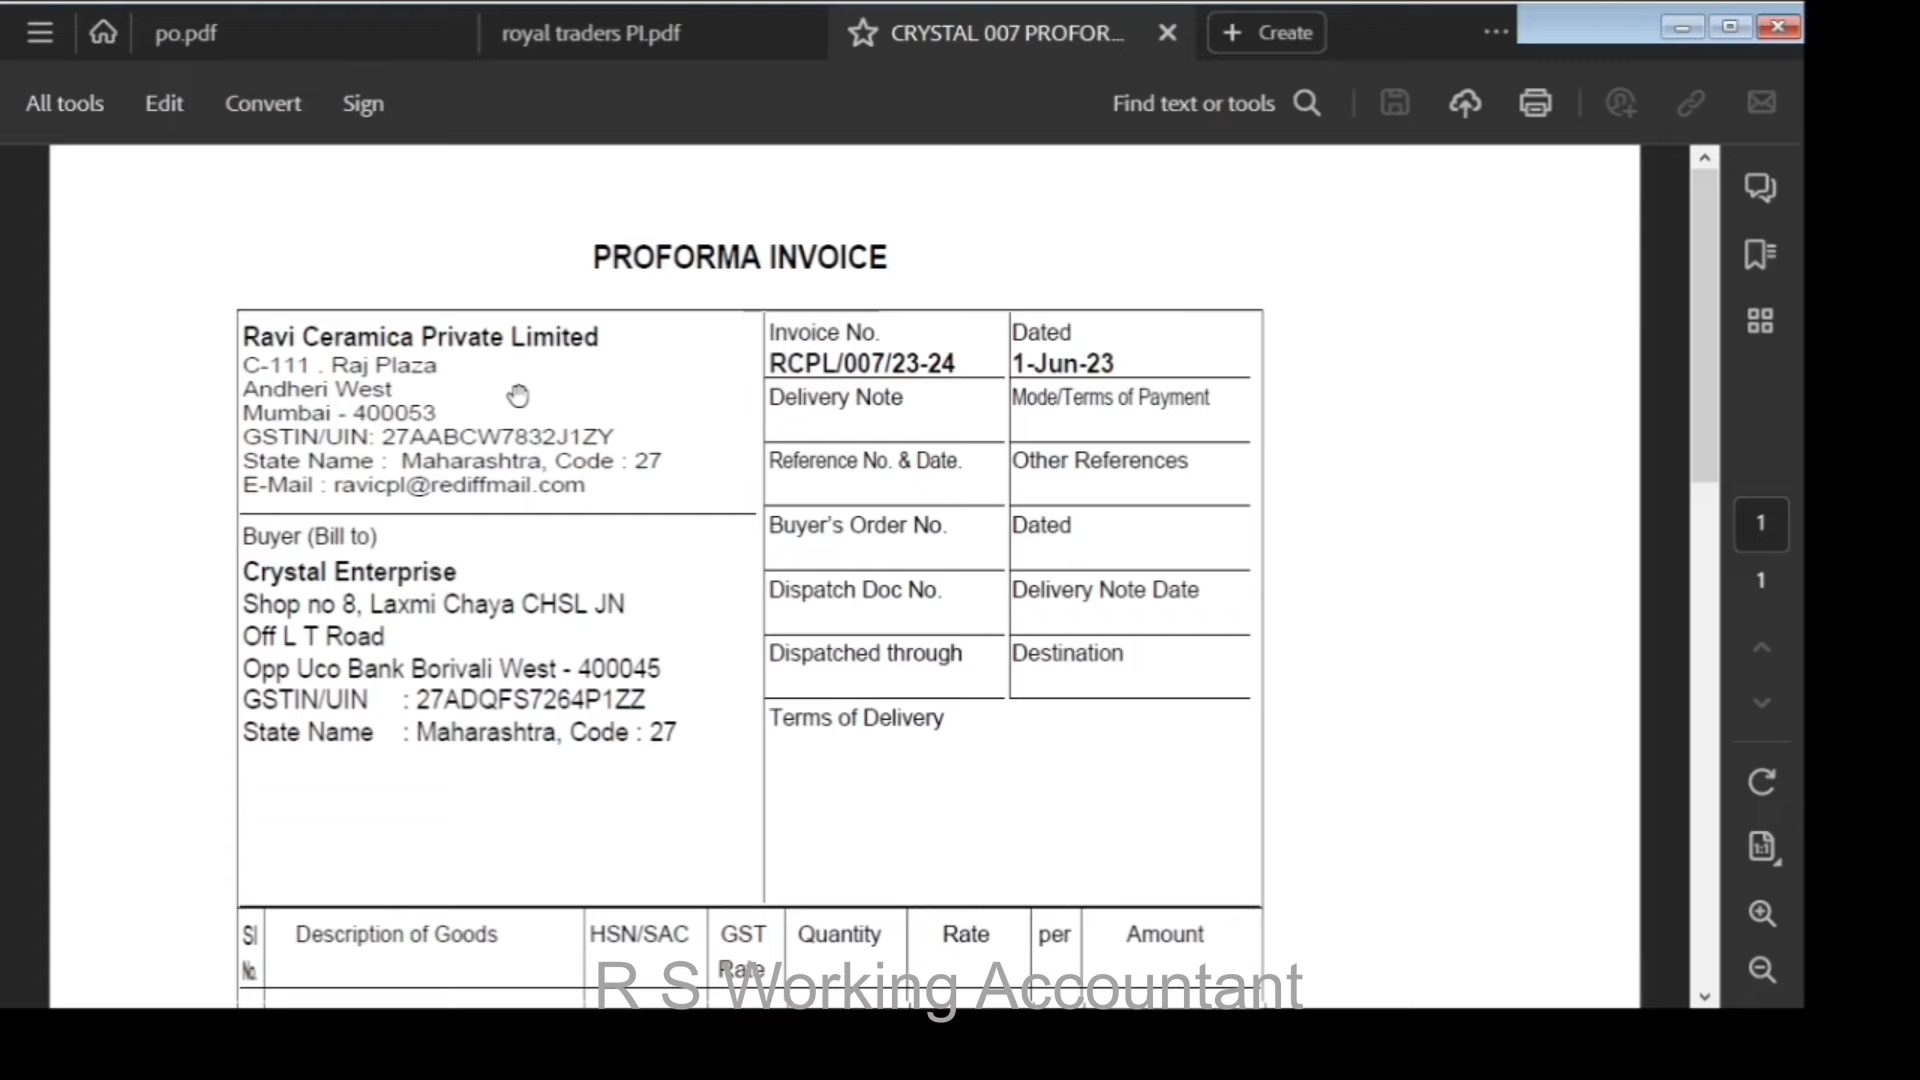 po.pdf
royal traders PI.pdf
CRYSTAL 007 PROFOR...
Create
All tools
Edit
Convert
Sign
Find text or tools
PROFORMA INVOICE
Ravi Ceramica Private Limited
C-111 . Raj Plaza
Andheri West
Mumbai - 400053
GSTIN/UIN: 27AABCW7832J1ZY
State Name : Maharashtra, Code : 27
E-Mail : ravicpl@rediffmail.com
Buyer (Bill to)
Crystal Enterprise
Shop no 8, Laxmi Chaya CHSL JN
Off L T Road
Opp Uco Bank Borivali West - 400045
GSTIN/UIN : 27ADQFS7264P1ZZ
State Name : Maharashtra, Code : 27
Invoice No.
RCPL/007/23-24
Dated
1-Jun-23
Delivery Note
Mode/Terms of Payment
Reference No. & Date.
Other References
Buyer's Order No.
Dated
Dispatch Doc No.
Delivery Note Date
Dispatched through
Destination
Terms of Delivery
Sl No.
Description of Goods
HSN/SAC
GST Rate
Quantity
Rate
per
Amount
R S Working Accountant
1
1
1:1